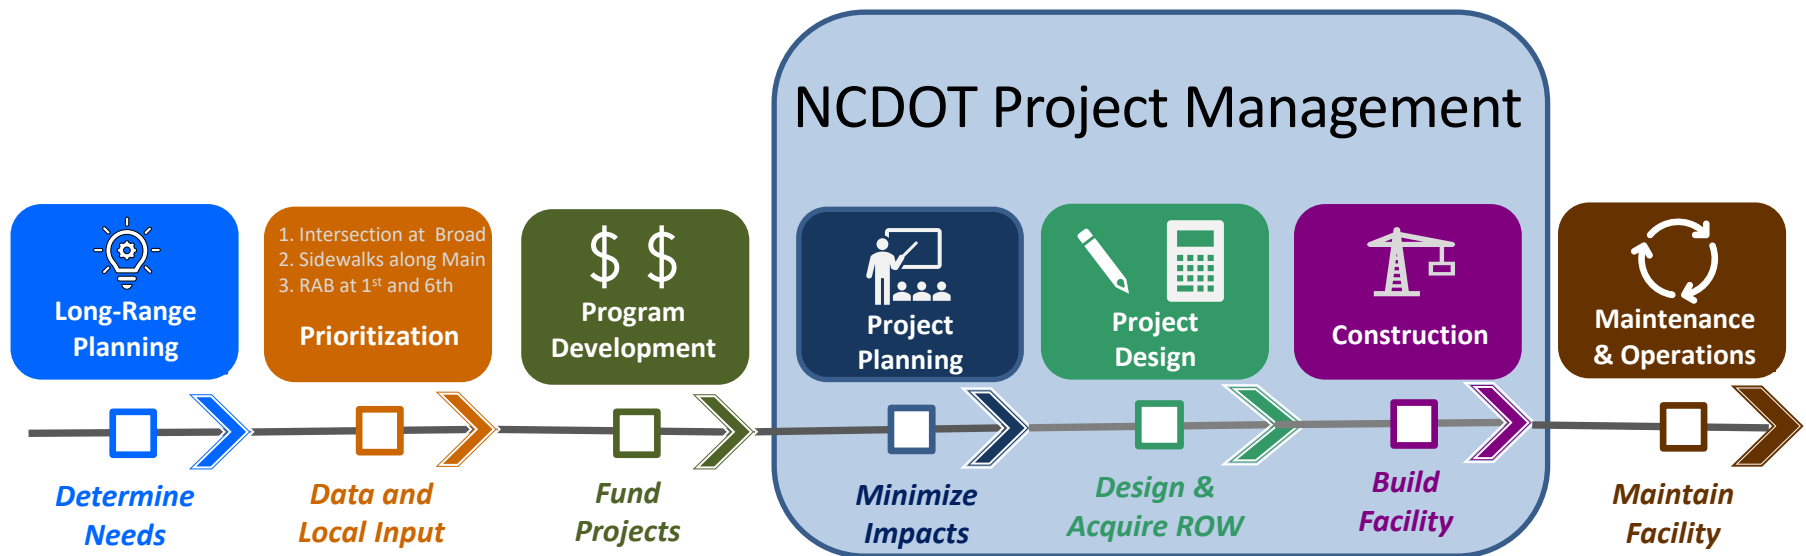 NCDOT Project Management
Long-Range
Planning
1. Intersection at Broad
2. Sidewalks along Main
3. RAB at 1st and 6th
Prioritization
$ $
Program
Development
Project
Planning
Project
Design
Construction
Maintenance
& Operations
Determine
Needs
Data and
Local Input
Fund
Projects
Minimize
Impacts
Design &
Acquire ROW
Build
Facility
Maintain
Facility